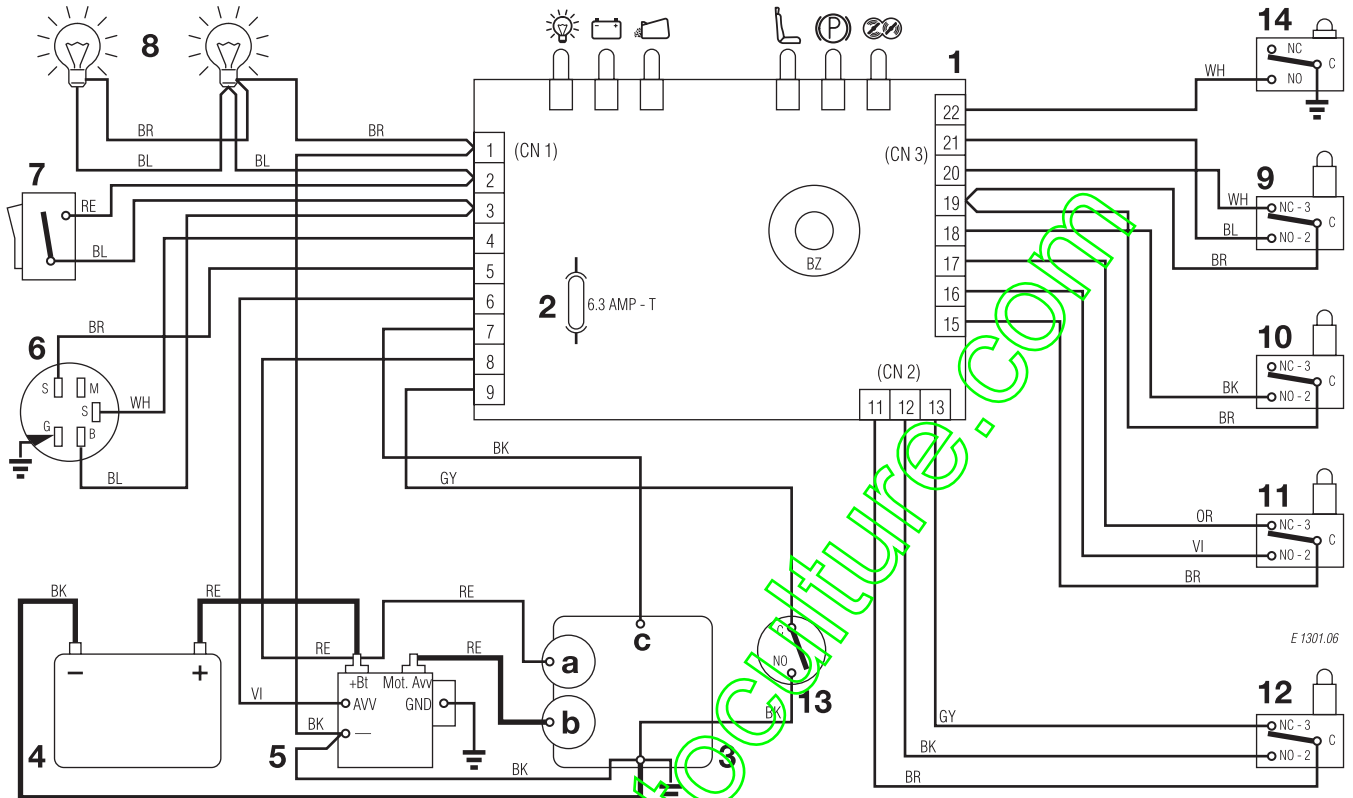 8
BR
BL
BR
BL
7
RE
BL
BR
6
S
M
S
WH
G
B
BL
1
(CN 1)
1
2
3
4
5
6
7
8
9
2
6.3 AMP - T
BZ
(CN 3)
22
21
20
19
18
17
16
15
(CN 2)
11
12
13
P
14
NC
C
NO
WH
9
NC - 3
C
NO - 2
WH
BL
BR
10
NC - 3
C
NO - 2
BK
BR
11
NC - 3
C
NO - 2
OR
VI
BR
E 1301.06
12
NC - 3
C
NO - 2
GY
BK
BR
BK
GY
BK
RE
−
+
4
RE
RE
RE
+Bt
Mot. Avv
AVV
GND
—
VI
BK
5
BK
a
b
c
3
C
NO
13
BK
toculture.com